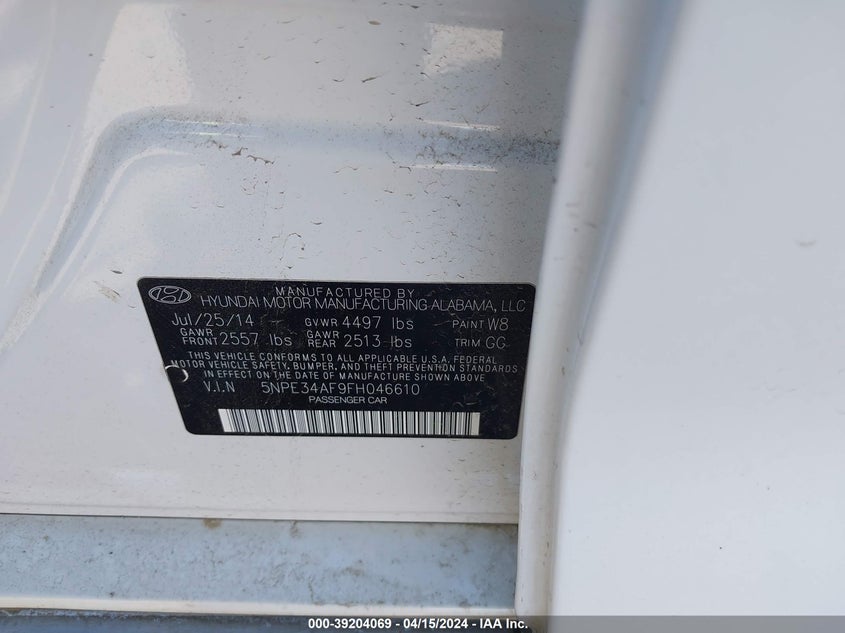 MANUFACTURED BY
HYUNDAI MOTOR MANUFACTURING ALABAMA, LLC
Jul/25/14 GVWR 4497 lbs PAINT W8
GAWR FRONT 2557 lbs GAWR REAR 2513 lbs TRIM GG
THIS VEHICLE CONFORMS TO ALL APPLICABLE U.S.A. FEDERAL
MOTOR VEHICLE SAFETY, BUMPER, AND THEFT PREVENTION STANDARDS
IN EFFECT ON THE DATE OF MANUFACTURE SHOWN ABOVE.
V.I.N 5NPE34AF9FH046610
PASSENGER CAR
000-39204069 - 04/15/2024 - IAA Inc.